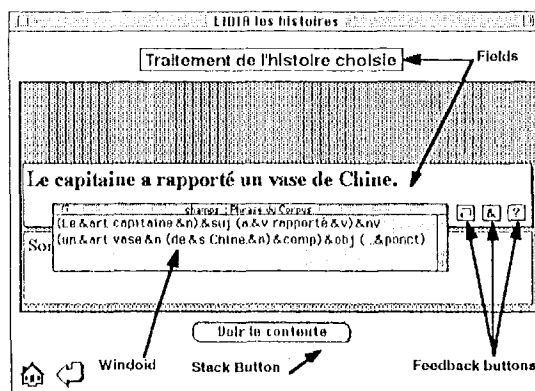 LIDIA los histoires
Traitement de l'histoire choisie
Fields
Le capitaine a rapporté un vase de Chine.
champs : Phrase du Corpus
(Le &art capitaine &n) &suj (a &v rapporté &v) &nv
(un &art vase &n (de &s Chine &n) &comp) &obj ( . &ponct)
&
?
Voir le contexte
Windoid
Stack Button
Feedback buttons